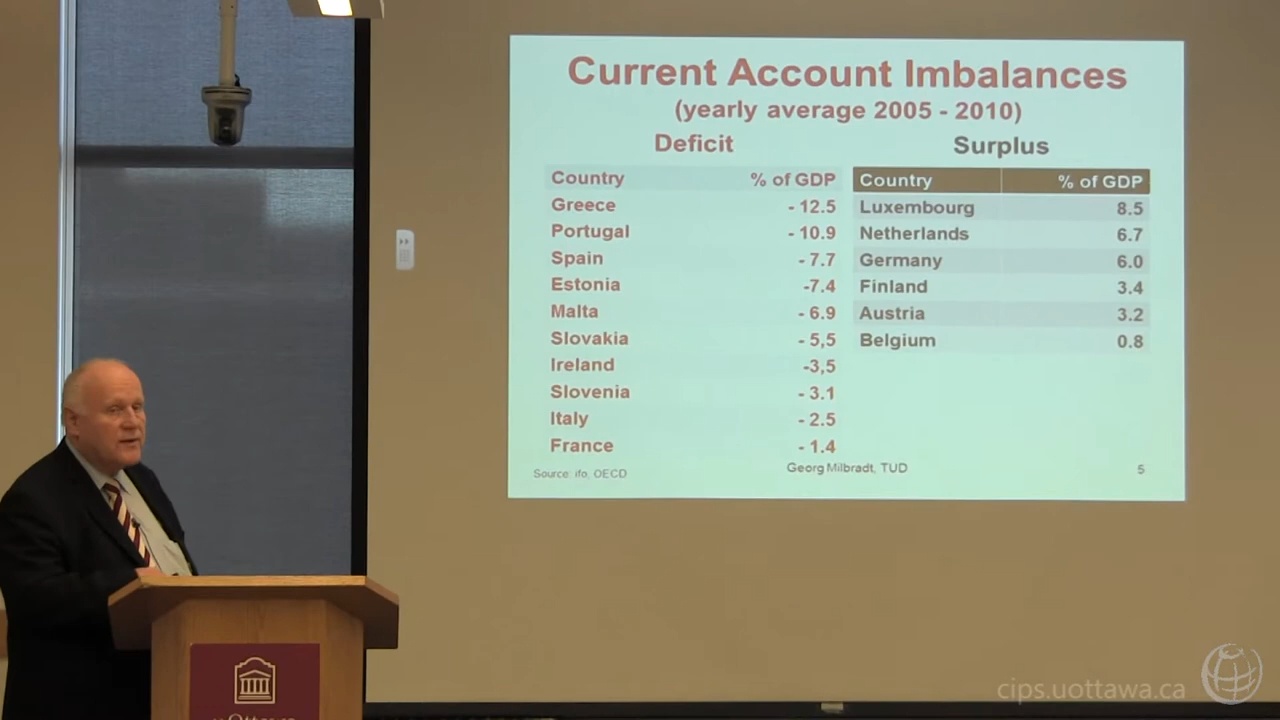 Current Account Imbalances
(yearly average 2005 - 2010)
Deficit
Country % of GDP
Greece - 12.5
Portugal - 10.9
Spain - 7.7
Estonia -7.4
Malta - 6.9
Slovakia - 5,5
Ireland -3,5
Slovenia - 3.1
Italy - 2.5
France - 1.4
Surplus
Country % of GDP
Luxembourg 8.5
Netherlands 6.7
Germany 6.0
Finland 3.4
Austria 3.2
Belgium 0.8
Source: ifo, OECD
Georg Milbradt, TUD
5
uOttawa
cips.uottawa.ca